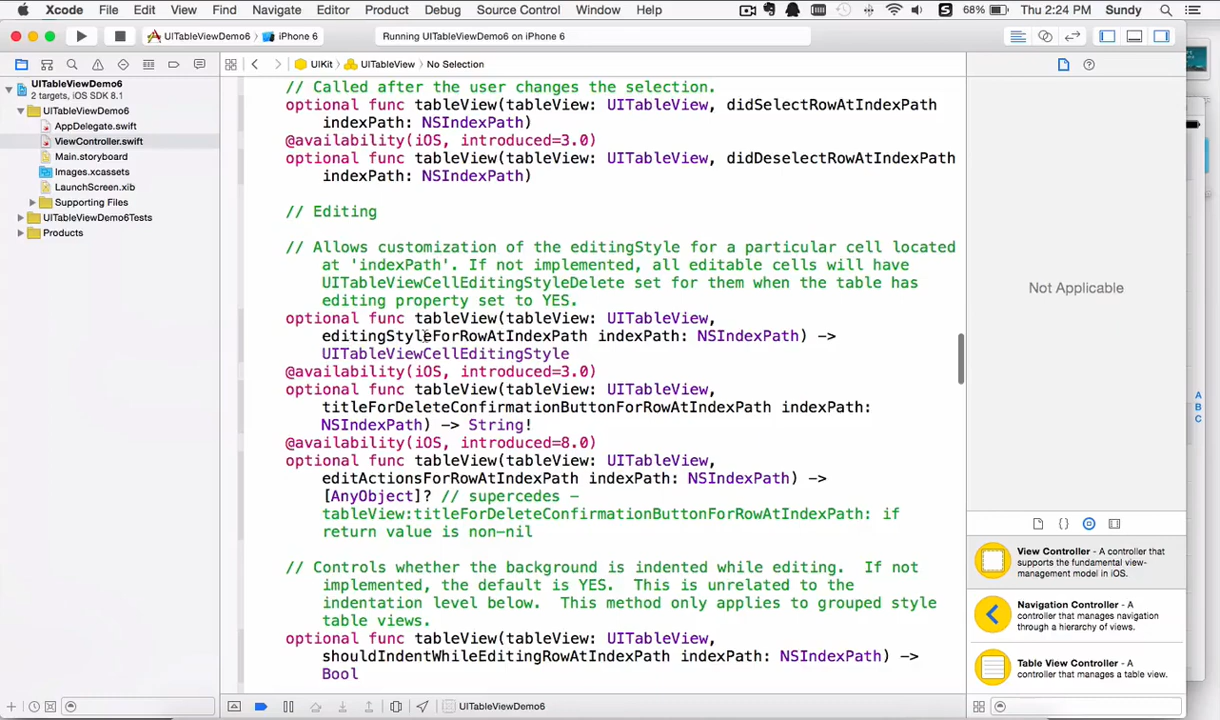 Xcode File Edit View Find Navigate Editor Product Debug Source Control Window Help 68% Thu 2:24 PM Sundy
UITableViewDemo6 iPhone 6 Running UITableViewDemo6 on iPhone 6
UIKit UITableView No Selection
UITableViewDemo6
2 targets, iOS SDK 8.1
UITableViewDemo6
AppDelegate.swift
ViewController.swift
Main.storyboard
Images.xcassets
LaunchScreen.xib
Supporting Files
UITableViewDemo6Tests
Products
// Called after the user changes the selection.
optional func tableView(tableView: UITableView, didSelectRowAtIndexPath
indexPath: NSIndexPath)
@availability(iOS, introduced=3.0)
optional func tableView(tableView: UITableView, didDeselectRowAtIndexPath
indexPath: NSIndexPath)
// Editing
// Allows customization of the editingStyle for a particular cell located
at 'indexPath'. If not implemented, all editable cells will have
UITableViewCellEditingStyleDelete set for them when the table has
editing property set to YES.
optional func tableView(tableView: UITableView,
editingStyleForRowAtIndexPath indexPath: NSIndexPath) ->
UITableViewCellEditingStyle
@availability(iOS, introduced=3.0)
optional func tableView(tableView: UITableView,
titleForDeleteConfirmationButtonForRowAtIndexPath indexPath:
NSIndexPath) -> String!
@availability(iOS, introduced=8.0)
optional func tableView(tableView: UITableView,
editActionsForRowAtIndexPath indexPath: NSIndexPath) ->
[AnyObject]? // supercedes -
tableView:titleForDeleteConfirmationButtonForRowAtIndexPath: if
return value is non-nil
// Controls whether the background is indented while editing. If not
implemented, the default is YES. This is unrelated to the
indentation level below. This method only applies to grouped style
table views.
optional func tableView(tableView: UITableView,
shouldIndentWhileEditingRowAtIndexPath indexPath: NSIndexPath) ->
Bool
UITableViewDemo6
Not Applicable
View Controller - A controller that
supports the fundamental view-
management model in iOS.
Navigation Controller - A
controller that manages navigation
through a hierarchy of views.
Table View Controller - A
controller that manages a table view.
A
B
C